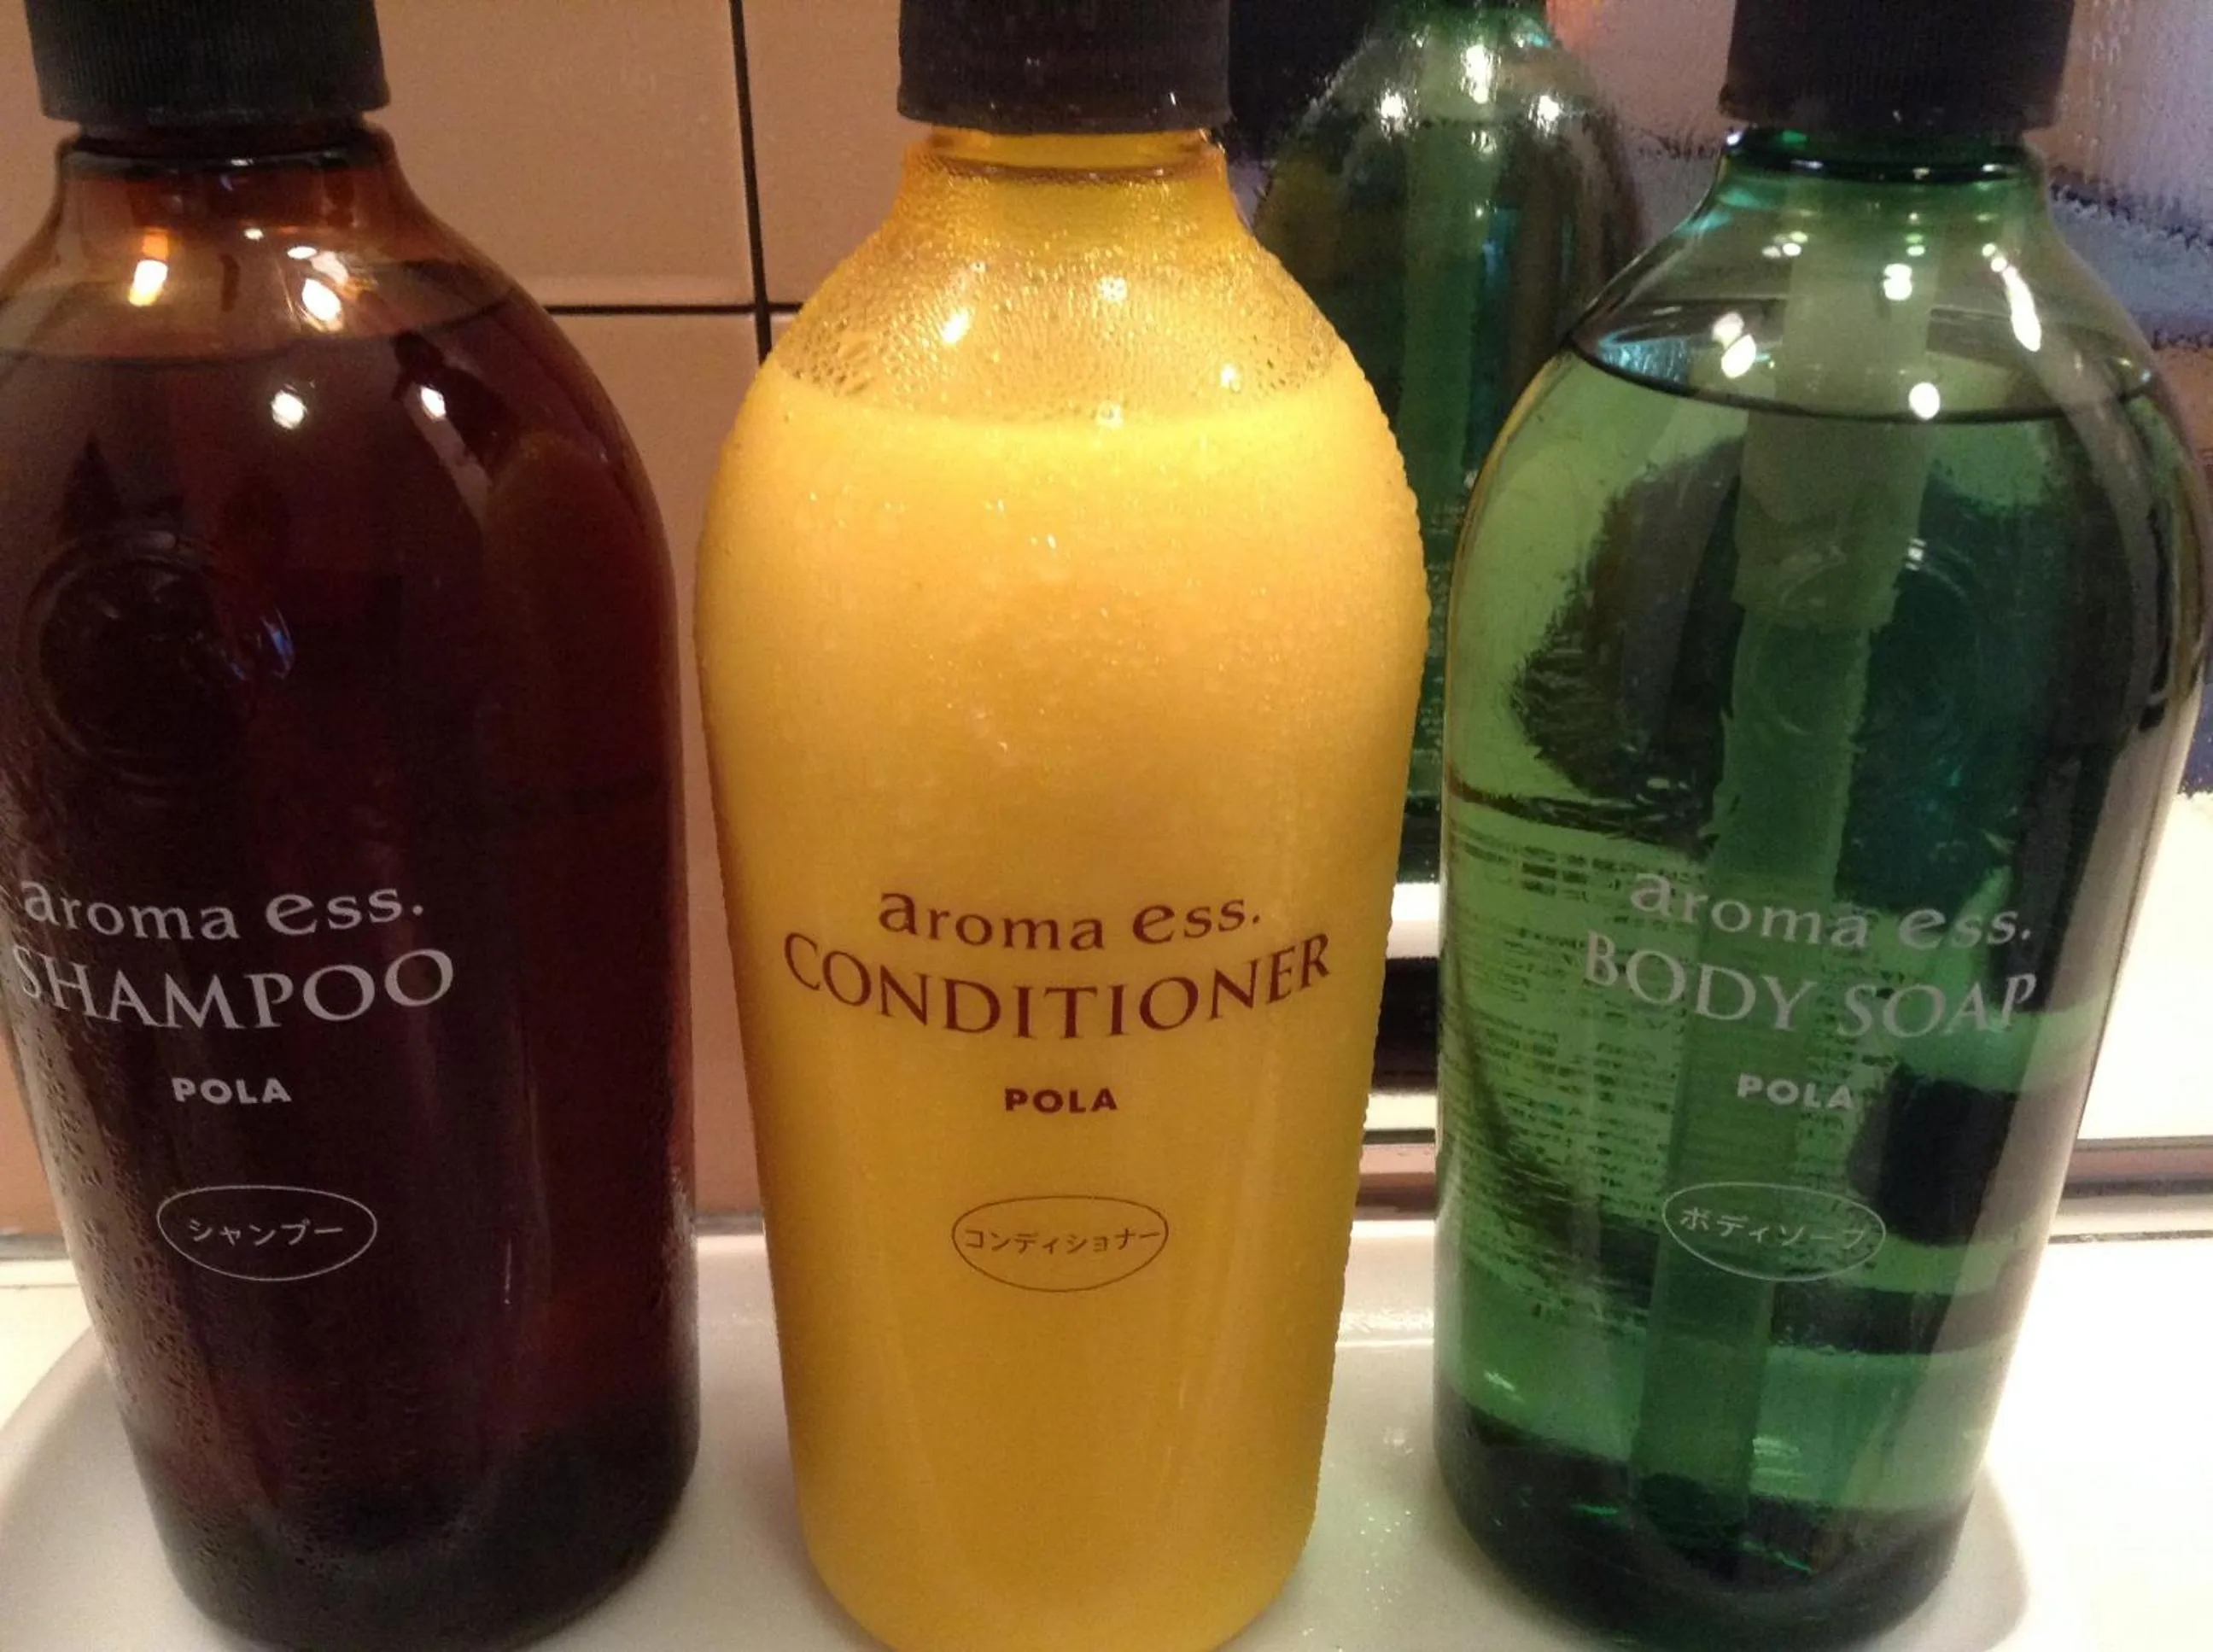 aroma ess.
SHAMPOO
POLA
シャンプー
aroma ess.
CONDITIONER
POLA
コンディショナー
aroma ess.
BODY SOAP
POLA
ボディソープ